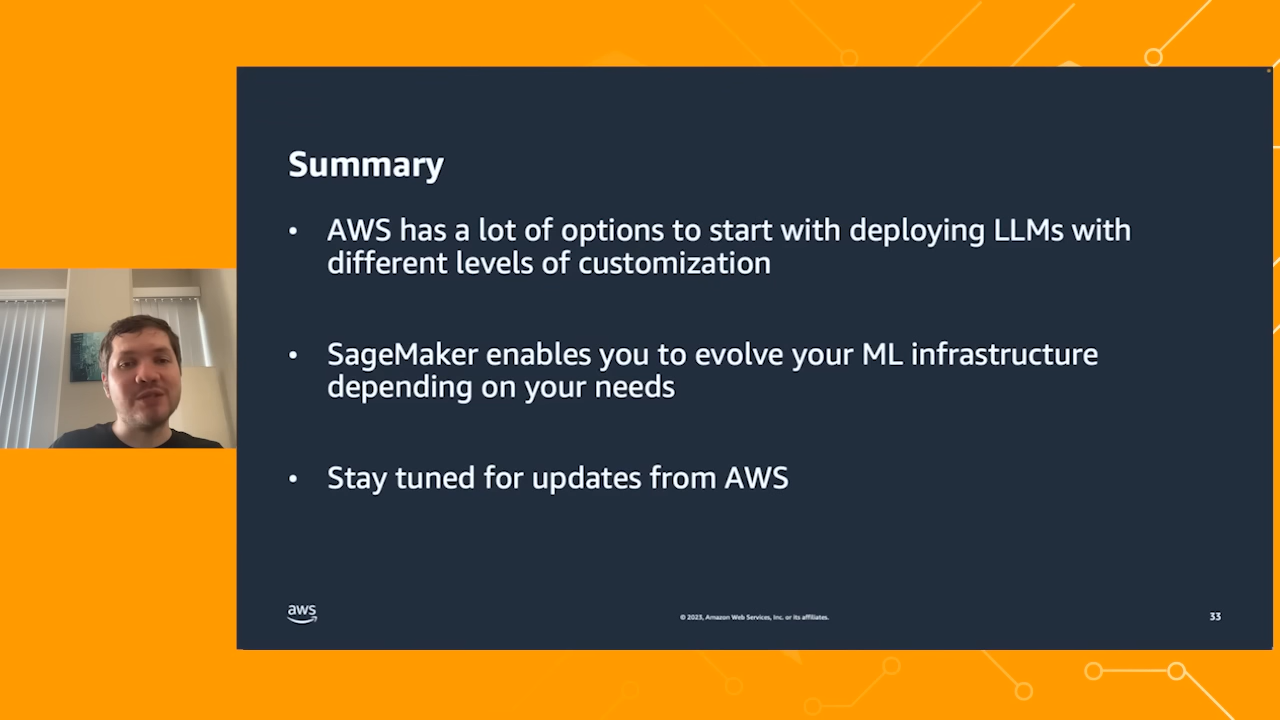 Summary
• AWS has a lot of options to start with deploying LLMs with
different levels of customization
• SageMaker enables you to evolve your ML infrastructure
depending on your needs
• Stay tuned for updates from AWS
aws
© 2023, Amazon Web Services, Inc. or its affiliates.
33